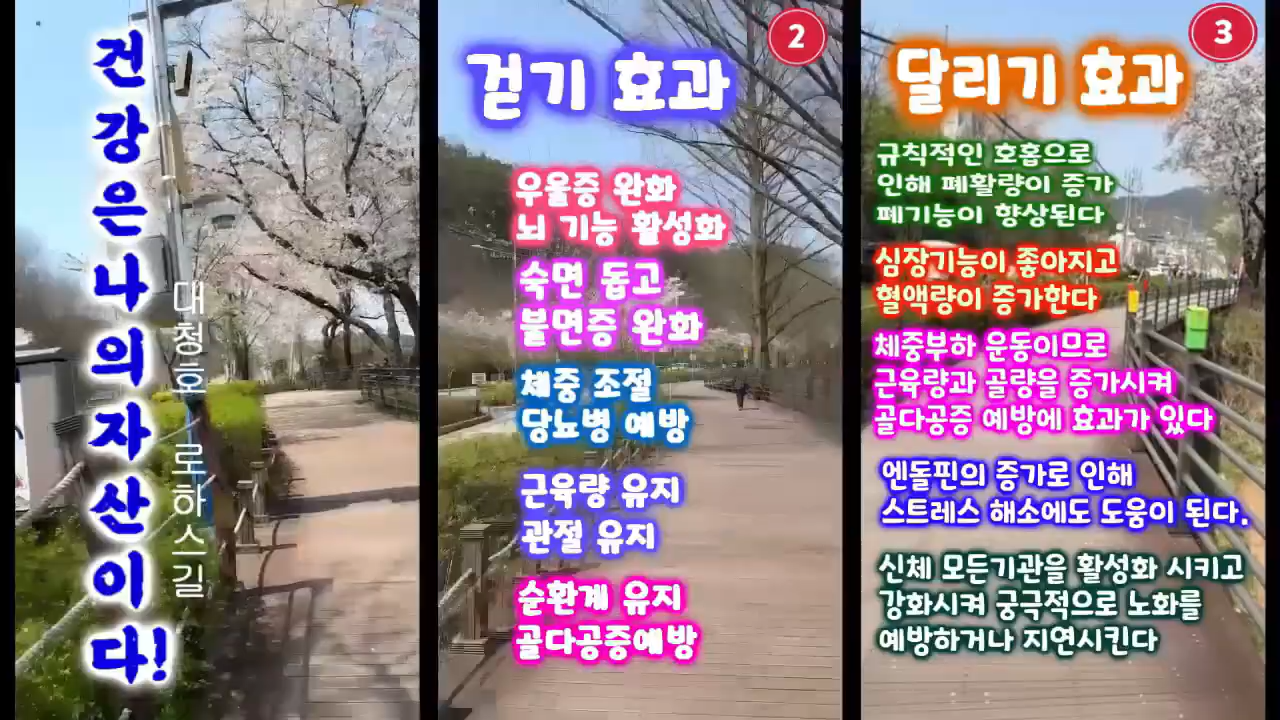 건강은나의자산이다!
대청호 로하스길
2
걷기 효과
우울증 완화
뇌 기능 활성화
숙면 돕고
불면증 완화
체중 조절
당뇨병 예방
근육량 유지
관절 유지
순환계 유지
골다공증예방
3
달리기 효과
규칙적인 호흡으로
인해 폐활량이 증가
폐기능이 향상된다
심장기능이 좋아지고
혈액량이 증가한다
체중부하 운동이므로
근육량과 골량을 증가시켜
골다공증 예방에 효과가 있다
엔돌핀의 증가로 인해
스트레스 해소에도 도움이 된다.
신체 모든기관을 활성화 시키고
강화시켜 궁극적으로 노화를
예방하거나 지연시킨다